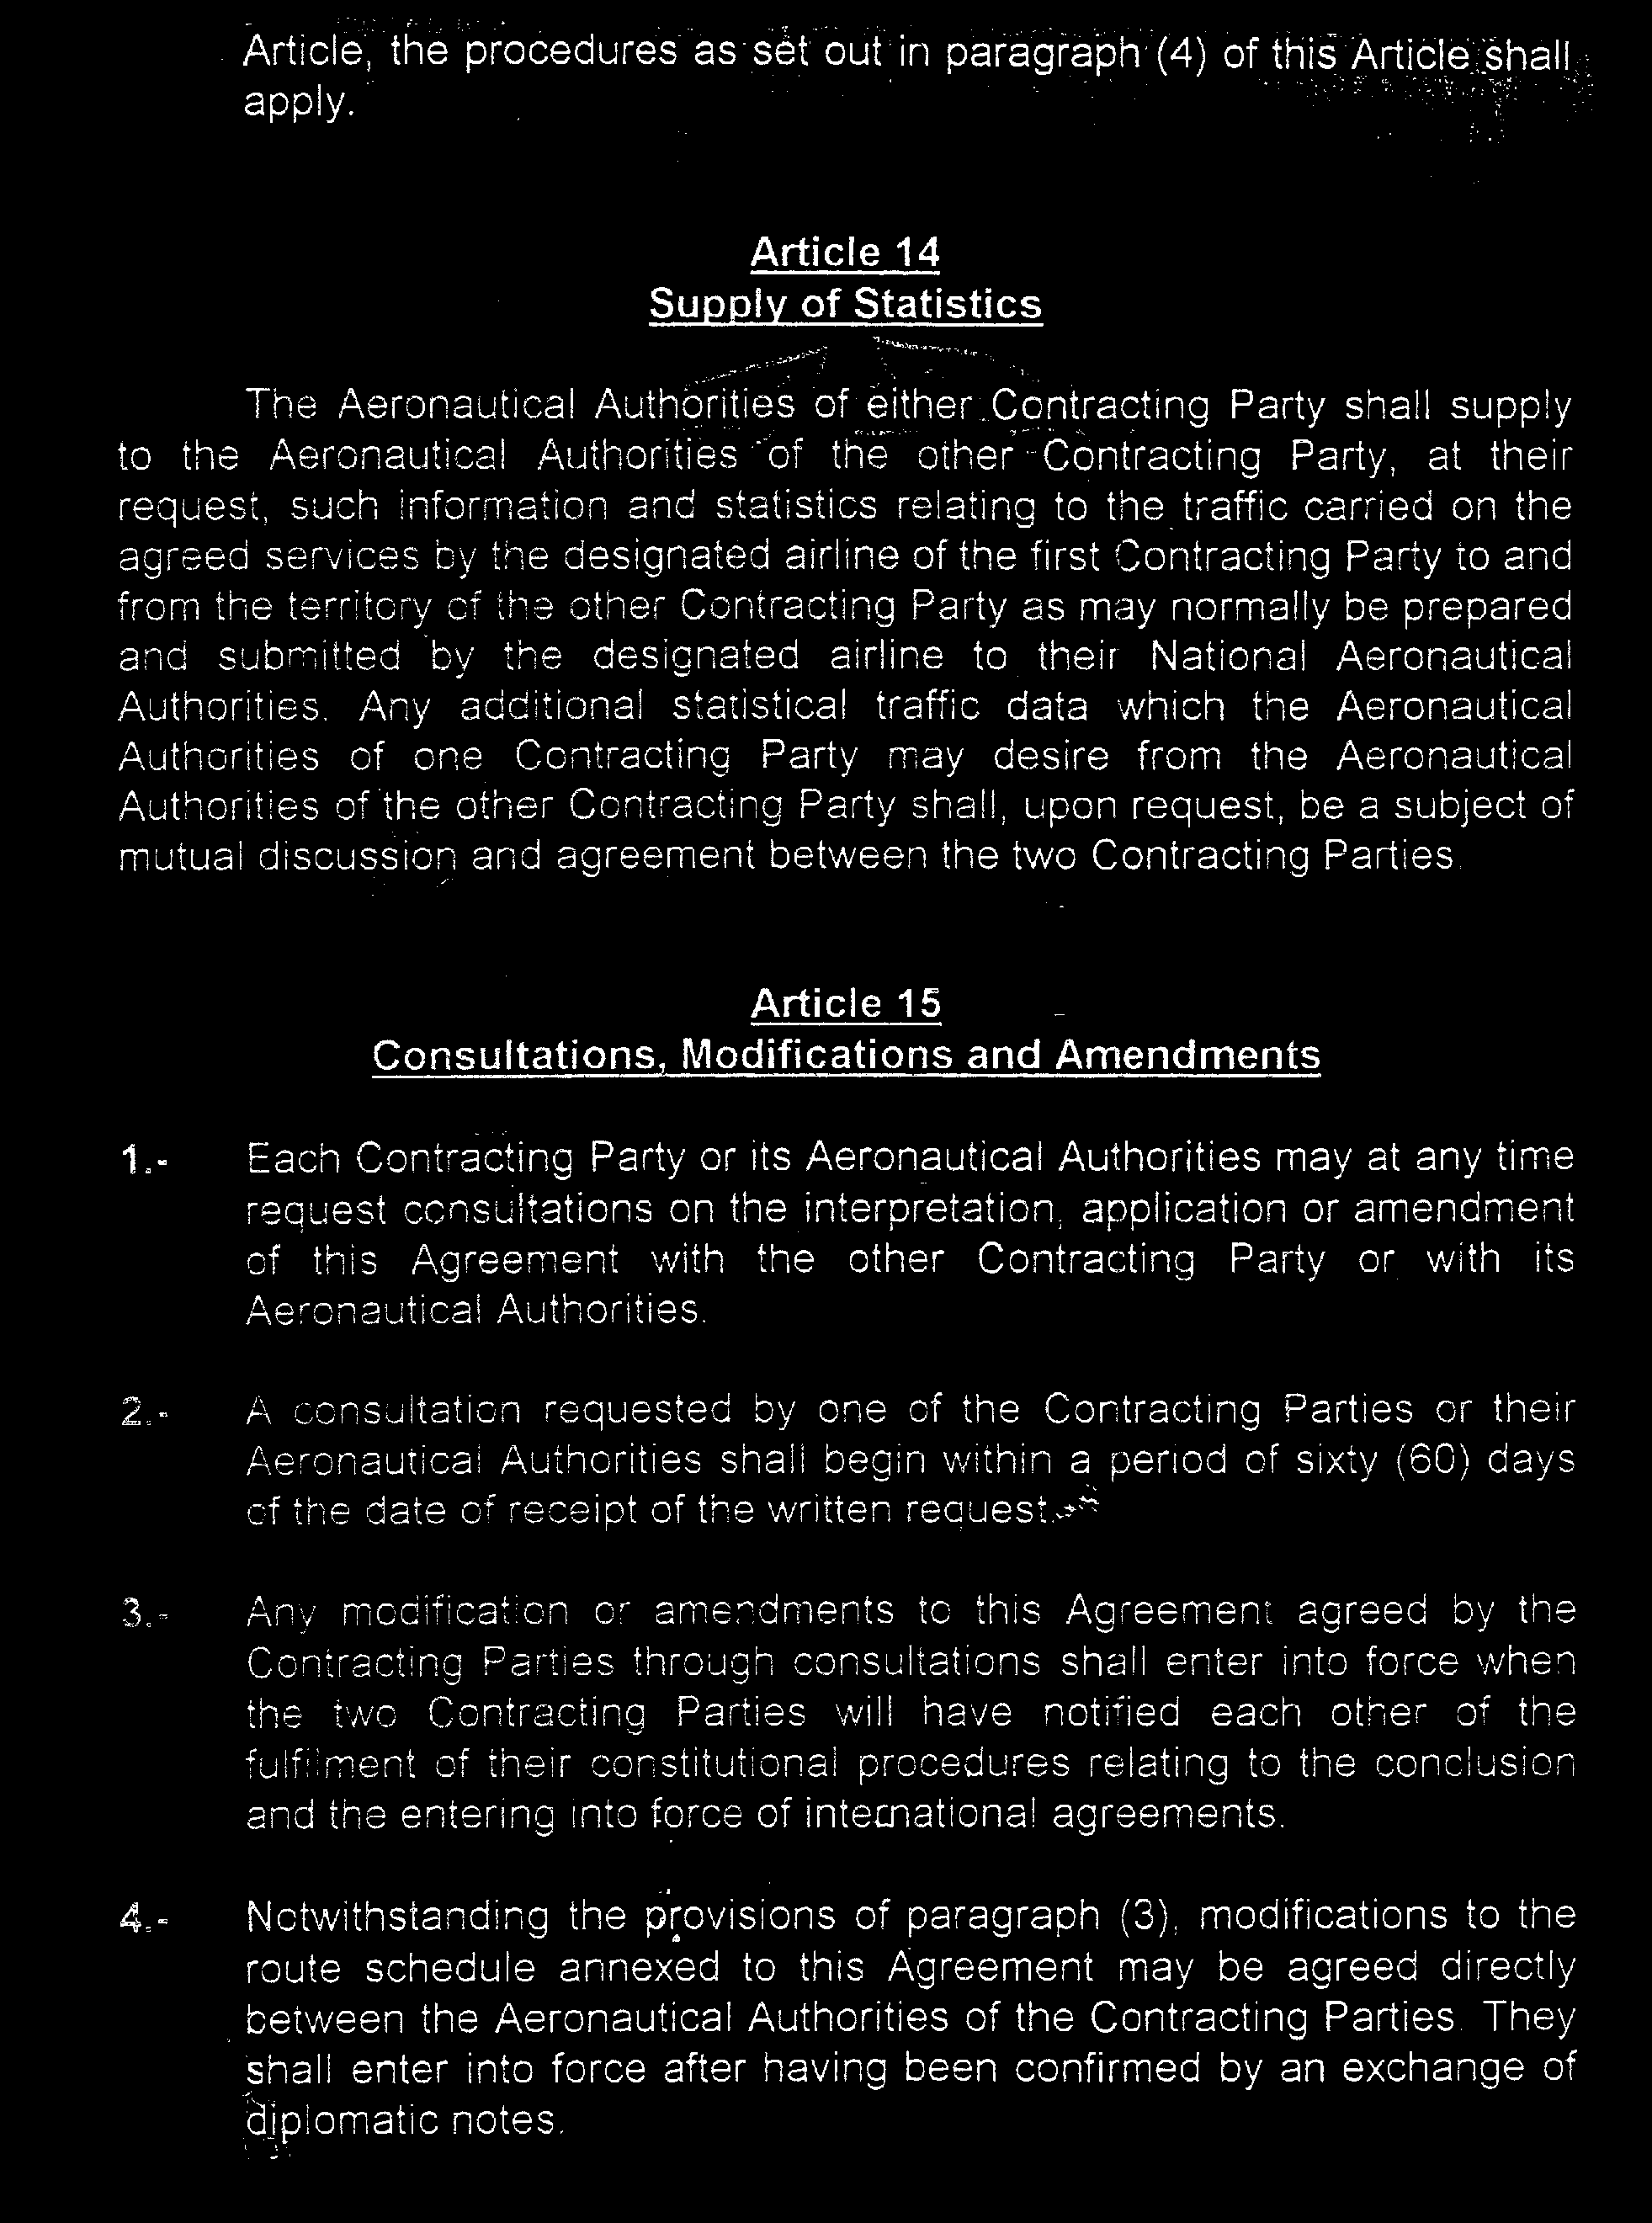 Article, the procedures as set out in paragraph (4) of this Article shall
apply.
Article 14
Supply of Statistics
The Aeronautical Authorities of either Contracting Party shall supply
to the Aeronautical Authorities of the other Contracting Party, at their
request, such information and statistics relating to the traffic carried on the
agreed services by the designated airline of the first Contracting Party to and
from the territory of the other Contracting Party as may normally be prepared
and submitted by the designated airline to their National Aeronautical
Authorities. Any additional statistical traffic data which the Aeronautical
Authorities of one Contracting Party may desire from the Aeronautical
Authorities of the other Contracting Party shall, upon request, be a subject of
mutual discussion and agreement between the two Contracting Parties.
Article 15
Consultations, Modifications and Amendments
1.- Each Contracting Party or its Aeronautical Authorities may at any time
request consultations on the interpretation, application or amendment
of this Agreement with the other Contracting Party or with its
Aeronautical Authorities.
2.- A consultation requested by one of the Contracting Parties or their
Aeronautical Authorities shall begin within a period of sixty (60) days
of the date of receipt of the written request.
3.- Any modification or amendments to this Agreement agreed by the
Contracting Parties through consultations shall enter into force when
the two Contracting Parties will have notified each other of the
fulfilment of their constitutional procedures relating to the conclusion
and the entering into force of international agreements.
4.- Notwithstanding the provisions of paragraph (3), modifications to the
route schedule annexed to this Agreement may be agreed directly
between the Aeronautical Authorities of the Contracting Parties. They
shall enter into force after having been confirmed by an exchange of
diplomatic notes.